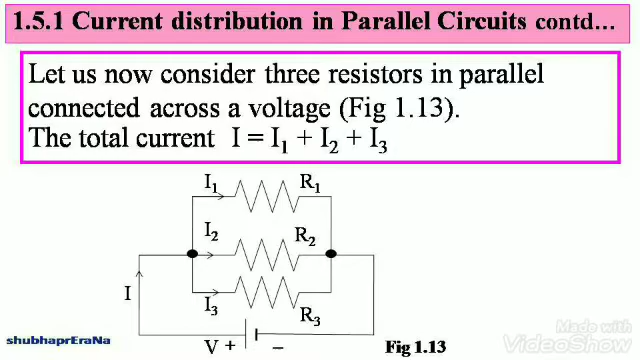 1.5.1 Current distribution in Parallel Circuits contd...
Let us now consider three resistors in parallel
connected across a voltage (Fig 1.13).
The total current I = I₁ + I₂ + I₃
I₁ R₁
I₂ R₂
I
I₃ R₃
V + −
Fig 1.13
shubhaprEraNa
Made with
VideoShow